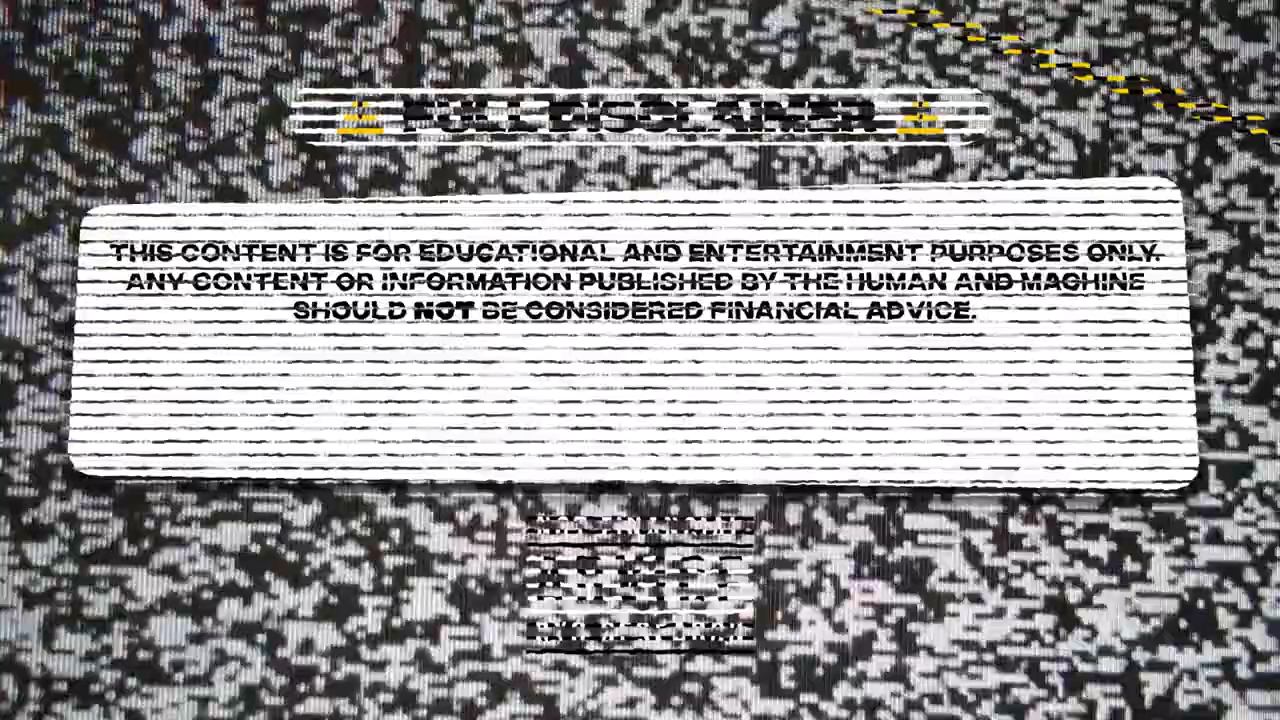 FULL DISCLAIMER
THIS CONTENT IS FOR EDUCATIONAL AND ENTERTAINMENT PURPOSES ONLY.
ANY CONTENT OR INFORMATION PUBLISHED BY THE HUMAN AND MACHINE
SHOULD NOT BE CONSIDERED FINANCIAL ADVICE.